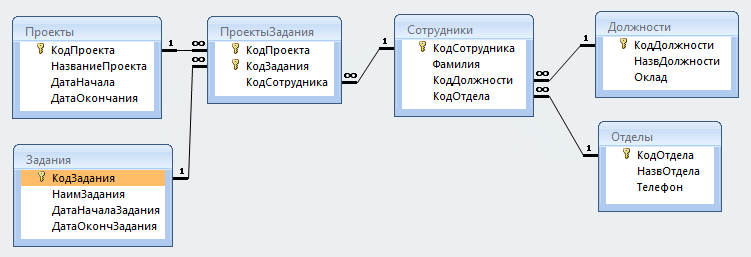 Проекты
КодПроекта
НазваниеПроекта
ДатаНачала
ДатаОкончания
1
∞
∞
ПроектыЗадания
КодПроекта
КодЗадания
КодСотрудника
∞
1
Сотрудники
КодСотрудника
Фамилия
КодДолжности
КодОтдела
∞
∞
1
Должности
КодДолжности
НазвДолжности
Оклад
1
Отделы
КодОтдела
НазвОтдела
Телефон
Задания
КодЗадания
НаимЗадания
ДатаНачалаЗадания
ДатаОкончЗадания
1